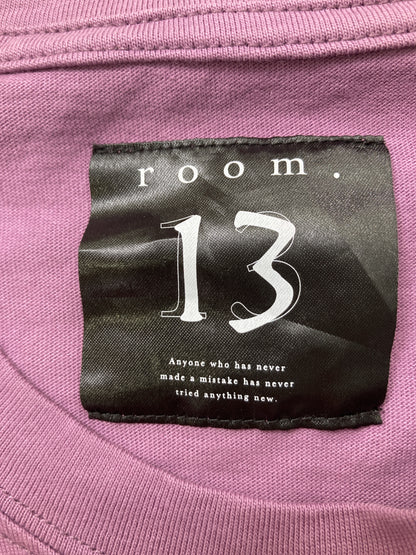 room.
13
Anyone who has never
made a mistake has never
tried anything new.